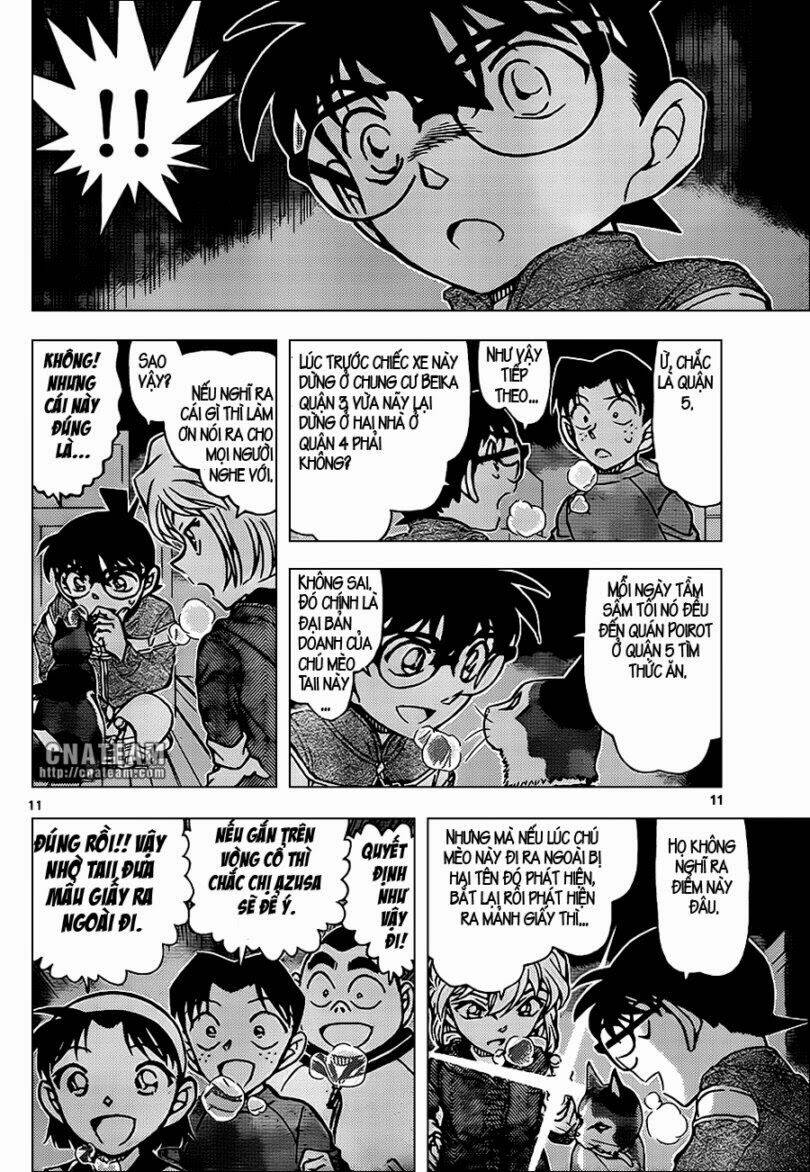 !!
Ừ, CHẮC
LÀ QUẬN
5.
NHƯ VẬY
TIẾP
THEO...
LÚC TRƯỚC CHIẾC XE NÀY
DỪNG Ở CHUNG CƯ BEIKA
QUẬN 3 VỪA NÃY LẠI
DỪNG Ở HAI NHÀ Ở
QUẬN 4 PHẢI
KHÔNG?
NẾU NGHĨ RA
CÁI GÌ THÌ LÀM
ƠN NÓI RA CHO
MỌI NGƯỜI
NGHE VỚI.
SAO
VẬY?
KHÔNG!
NHƯNG
CÁI NÀY
ĐÚNG
LÀ...
MỖI NGÀY TẦM
SẨM TỐI NÓ ĐỀU
ĐẾN QUÁN POIROT
Ở QUẬN 5 TÌM
THỨC ĂN.
KHÔNG SAI,
ĐÓ CHÍNH LÀ
ĐẠI BẢN
DOANH CỦA
CHÚ MÈO
TAII NÀY
...
CNATEAM
http://cnateam.com
11
11
HỌ KHÔNG
NGHĨ RA
ĐIỂM NÀY
ĐÂU.
NHƯNG MÀ NẾU LÚC CHÚ
MÈO NÀY ĐI RA NGOÀI BỊ
HAI TÊN ĐÓ PHÁT HIỆN,
BẮT LẠI RỒI PHÁT HIỆN
RA MẢNH GIẤY THÌ...
QUYẾT
ĐỊNH
NHƯ
VẬY
ĐI!
NẾU GẮN TRÊN
VÒNG CỔ THÌ
CHẮC CHỊ AZUSA
SẼ ĐỂ Ý.
ĐÚNG RỒI!! VẬY
NHỜ TAII ĐƯA
MẨU GIẤY RA
NGOÀI ĐI.